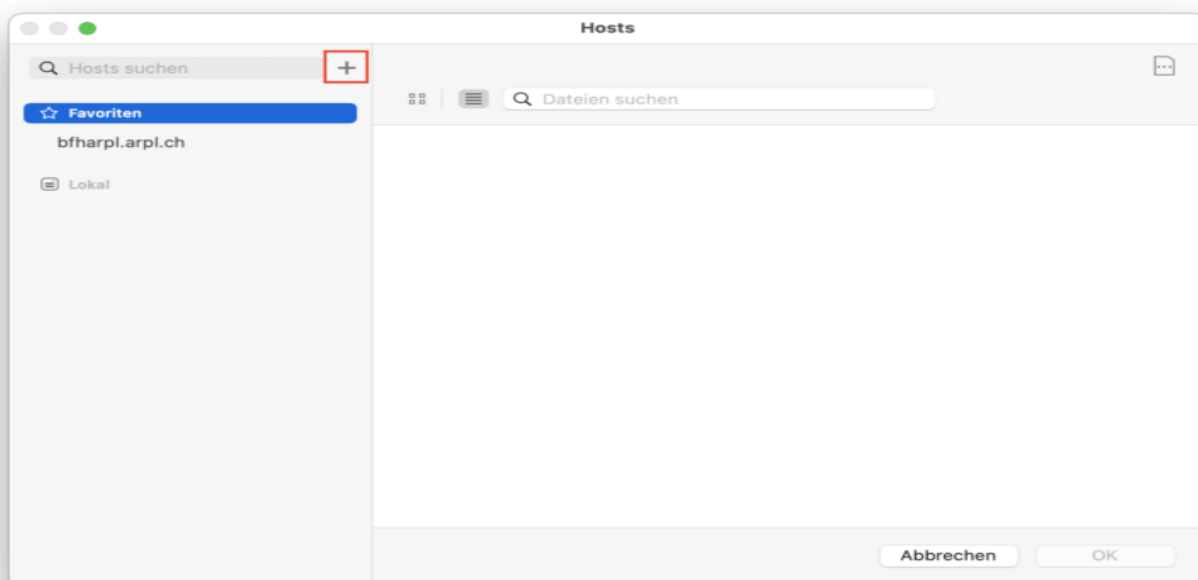 Hosts
Hosts suchen
Dateien suchen
Favoriten
bfharpl.arpl.ch
Lokal
Abbrechen
OK